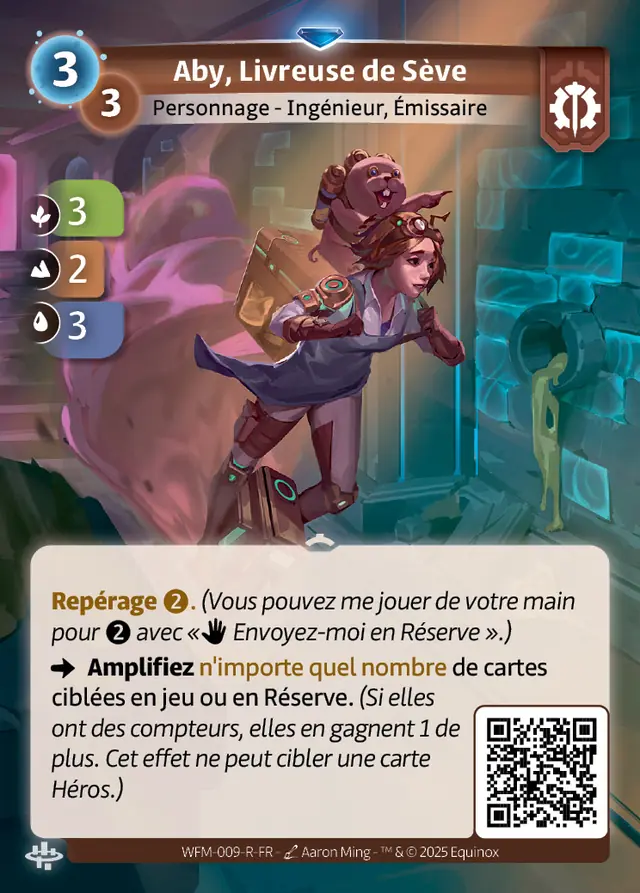 3
3
Aby, Livreuse de Sève
Personnage - Ingénieur, Émissaire
3
2
3
Repérage 2. (Vous pouvez me jouer de votre main
pour 2 avec « Envoyez-moi en Réserve ».)
Amplifiez n'importe quel nombre de cartes
ciblées en jeu ou en Réserve. (Si elles
ont des compteurs, elles en gagnent 1 de
plus. Cet effet ne peut cibler une carte
Héros.)
WFM-009-R-FR - Aaron Ming - ™ & © 2025 Equinox